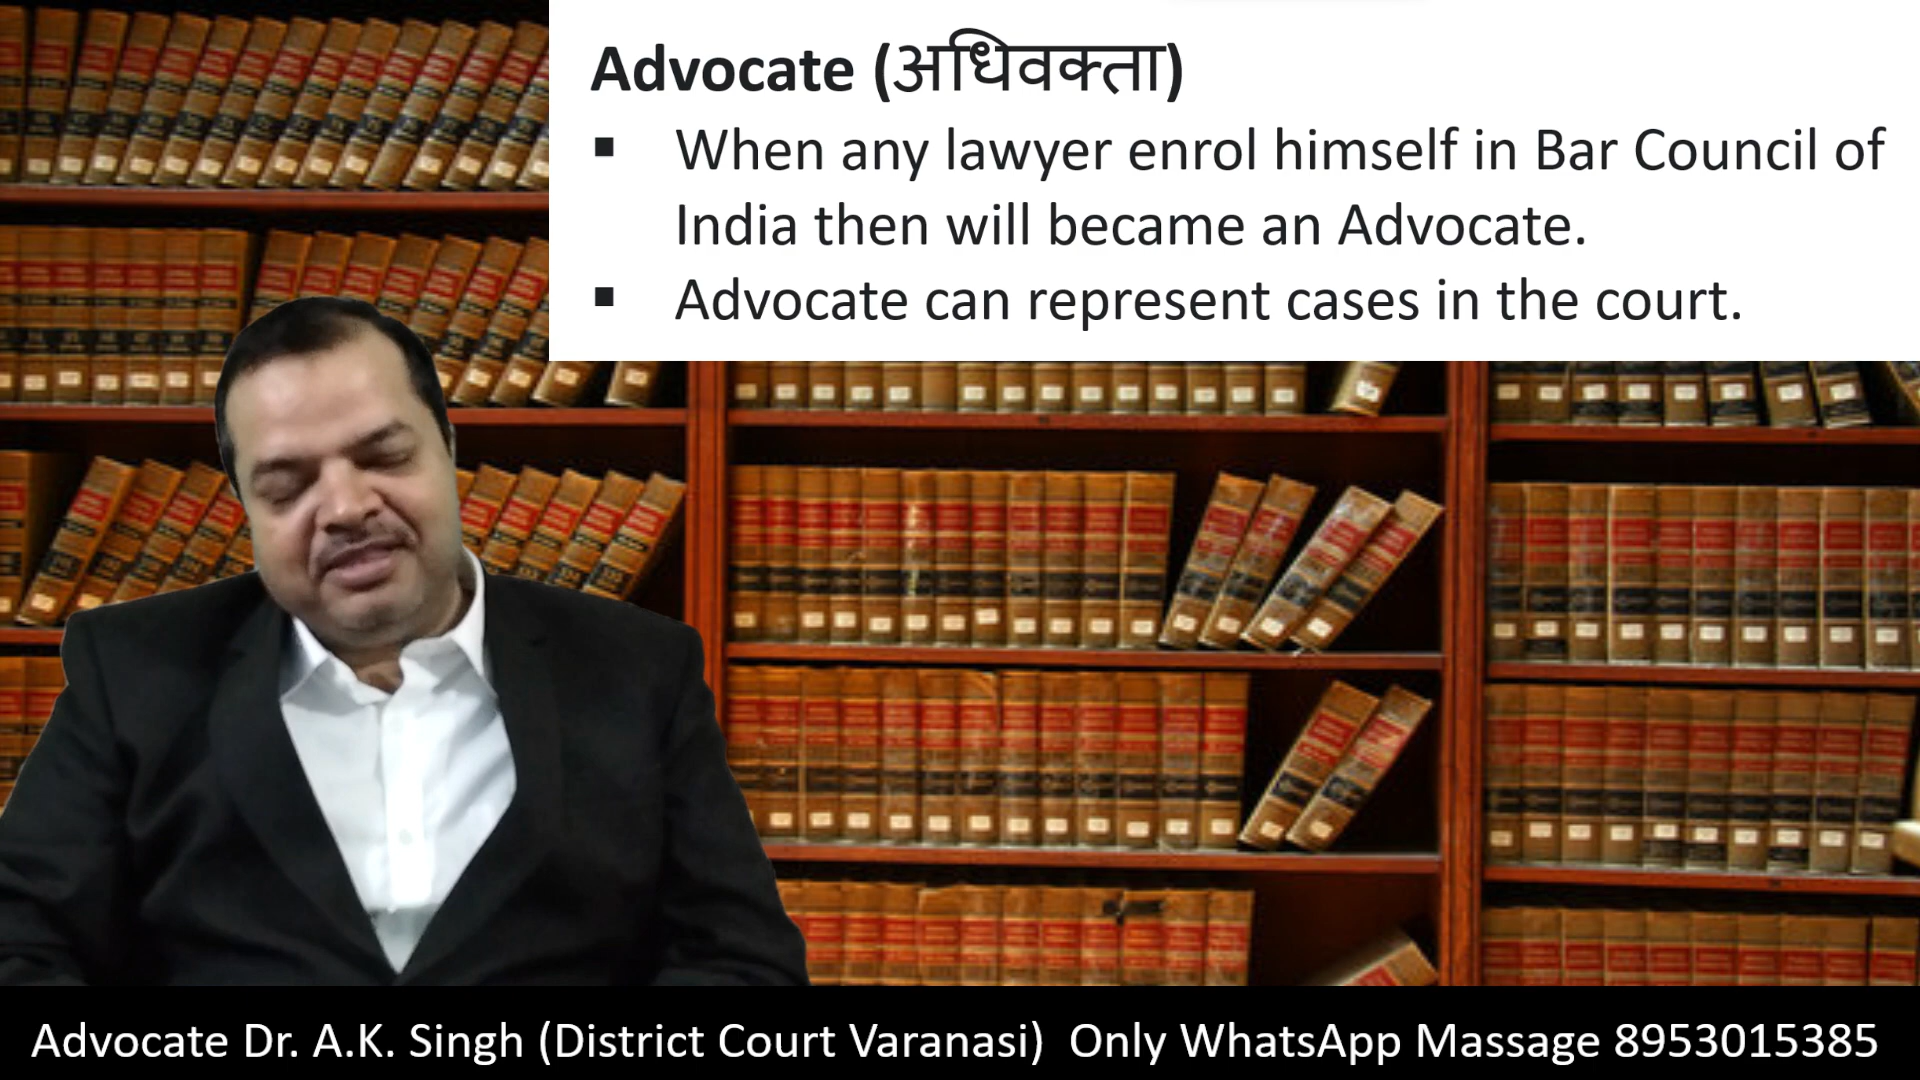 Advocate (अधिवक्ता)
▪ When any lawyer enrol himself in Bar Council of
India then will became an Advocate.
▪ Advocate can represent cases in the court.
Advocate Dr. A.K. Singh (District Court Varanasi) Only WhatsApp Massage 8953015385